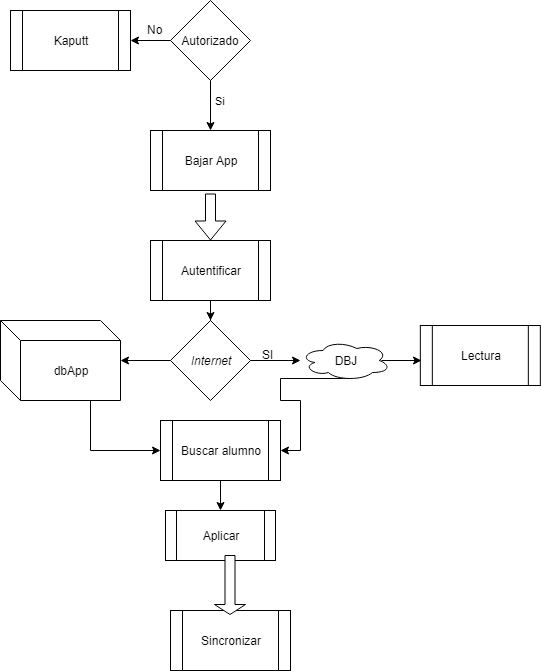 Kaputt
No
Autorizado
Si
Bajar App
Autentificar
dbApp
Internet
SI
DBJ
Lectura
Buscar alumno
Aplicar
Sincronizar